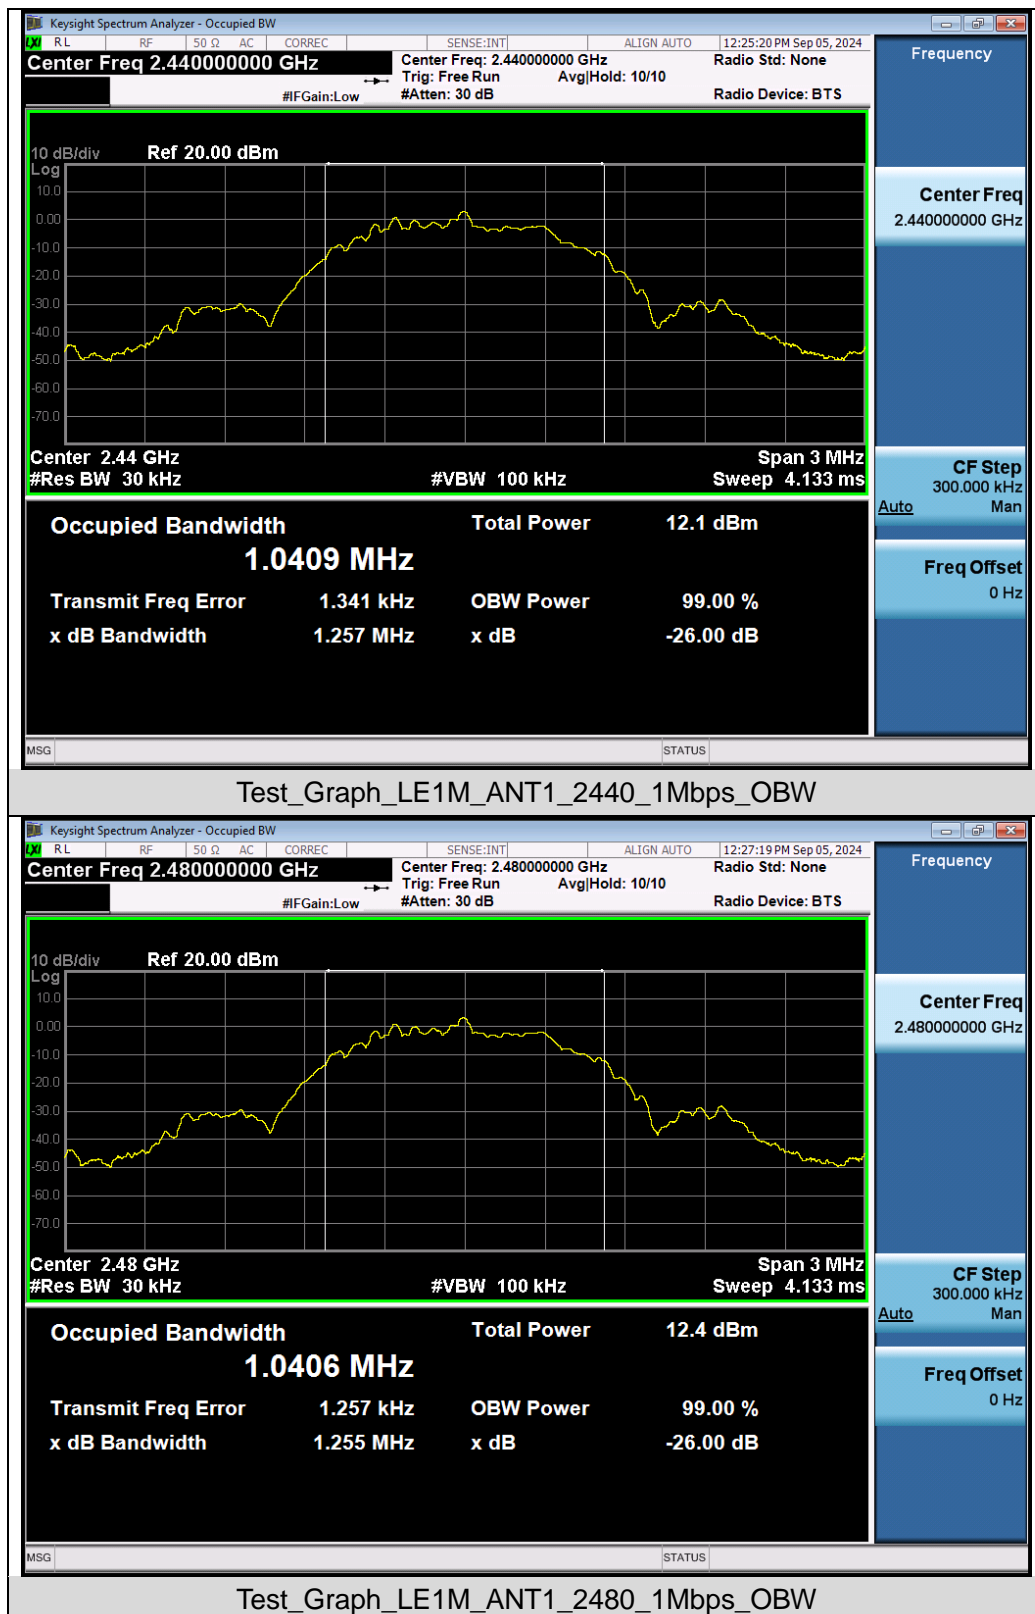 Keysight Spectrum Analyzer - Occupied BW
LXI RL RF 50 Ω AC CORREC SENSE:INT ALIGN AUTO 12:25:20 PM Sep 05, 2024
Center Freq 2.440000000 GHz
Center Freq: 2.440000000 GHz
Radio Std: None
Trig: Free Run Avg|Hold: 10/10
#IFGain:Low
#Atten: 30 dB
Radio Device: BTS
Frequency
10 dB/div Ref 20.00 dBm
Log
10.0
0.00
-10.0
-20.0
-30.0
-40.0
-50.0
-60.0
-70.0
Center Freq
2.440000000 GHz
Center 2.44 GHz Span 3 MHz
#Res BW 30 kHz #VBW 100 kHz Sweep 4.133 ms
CF Step
300.000 kHz
Auto Man
Freq Offset
0 Hz
Occupied Bandwidth Total Power 12.1 dBm
1.0409 MHz
Transmit Freq Error 1.341 kHz OBW Power 99.00 %
x dB Bandwidth 1.257 MHz x dB -26.00 dB
MSG STATUS
Test_Graph_LE1M_ANT1_2440_1Mbps_OBW
Keysight Spectrum Analyzer - Occupied BW
LXI RL RF 50 Ω AC CORREC SENSE:INT ALIGN AUTO 12:27:19 PM Sep 05, 2024
Center Freq 2.480000000 GHz
Center Freq: 2.480000000 GHz
Radio Std: None
Trig: Free Run Avg|Hold: 10/10
#IFGain:Low
#Atten: 30 dB
Radio Device: BTS
Frequency
10 dB/div Ref 20.00 dBm
Log
10.0
0.00
-10.0
-20.0
-30.0
-40.0
-50.0
-60.0
-70.0
Center Freq
2.480000000 GHz
Center 2.48 GHz Span 3 MHz
#Res BW 30 kHz #VBW 100 kHz Sweep 4.133 ms
CF Step
300.000 kHz
Auto Man
Freq Offset
0 Hz
Occupied Bandwidth Total Power 12.4 dBm
1.0406 MHz
Transmit Freq Error 1.257 kHz OBW Power 99.00 %
x dB Bandwidth 1.255 MHz x dB -26.00 dB
MSG STATUS
Test_Graph_LE1M_ANT1_2480_1Mbps_OBW